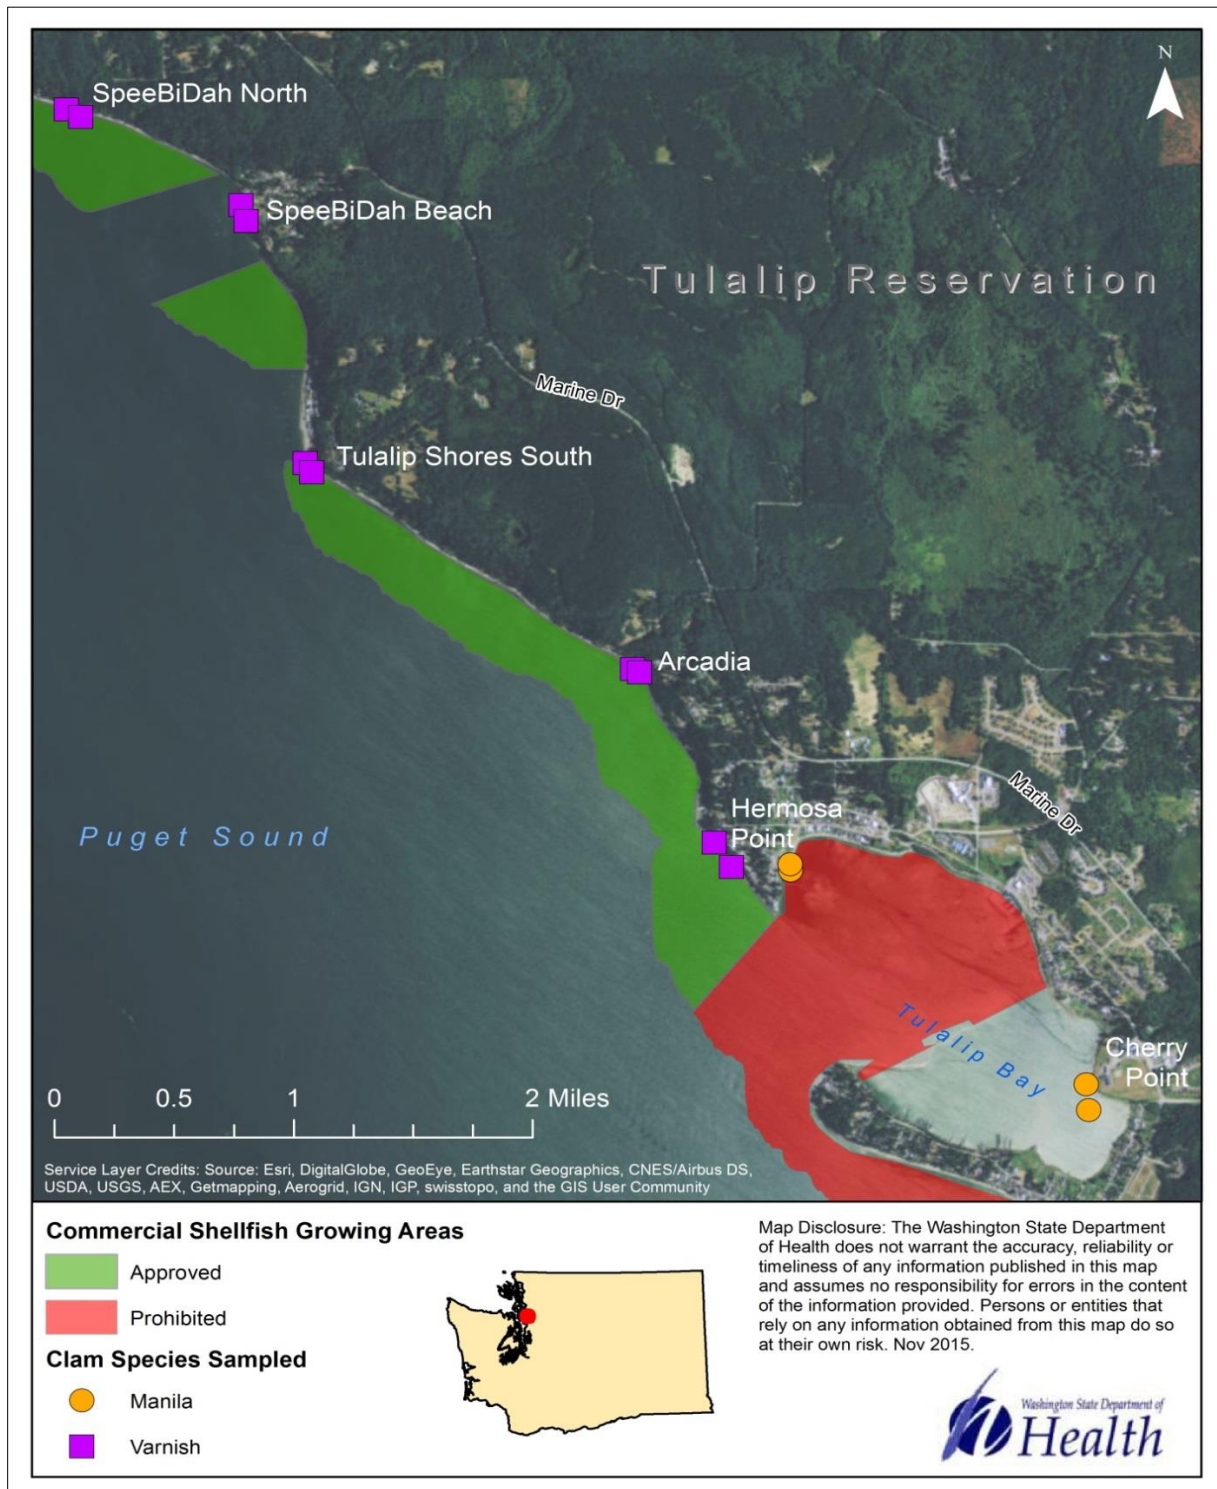 N
SpeeBiDah North
SpeeBiDah Beach
Tulalip Reservation
Marine Dr
Tulalip Shores South
Arcadia
Marine Dr
Hermosa
Point
Puget Sound
Tulalip Bay
Cherry
Point
0 0.5 1 2 Miles
Service Layer Credits: Source: Esri, DigitalGlobe, GeoEye, Earthstar Geographics, CNES/Airbus DS,
USDA, USGS, AEX, Getmapping, Aerogrid, IGN, IGP, swisstopo, and the GIS User Community
Commercial Shellfish Growing Areas
Approved
Prohibited
Clam Species Sampled
Manila
Varnish
Map Disclosure: The Washington State Department
of Health does not warrant the accuracy, reliability or
timeliness of any information published in this map
and assumes no responsibility for errors in the content
of the information provided. Persons or entities that
rely on any information obtained from this map do so
at their own risk. Nov 2015.
Washington State Department of
Health